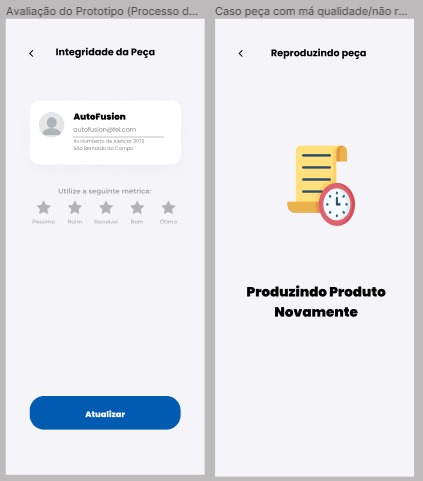 Avaliação do Prototipo (Processo d...
Integridade da Peça
AutoFusion
autofusion@fei.com
Av.Humberto de Alencar 3972
São Bernardo do Campo
Utilize a seguinte métrica:
Péssimo Ruim Razoável Bom Ótimo
Atualizar
Caso peça com má qualidade/não r...
Reproduzindo peça
Produzindo Produto
Novamente